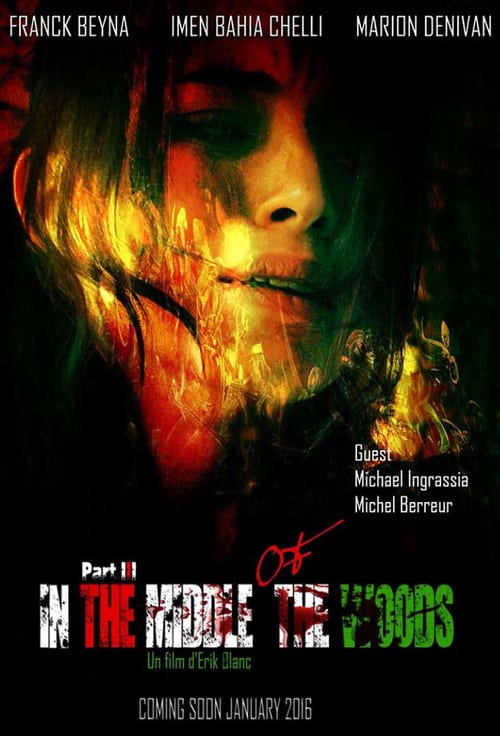 FRANCK BEYNA IMEN BAHIA CHELLI MARION DENIVAN
Guest
Michael Ingrassia
Michel Berreur
Part III
IN THE MIDDLE Of THE WOODS
Un film d'Erik Blanc
COMING SOON JANUARY 2016